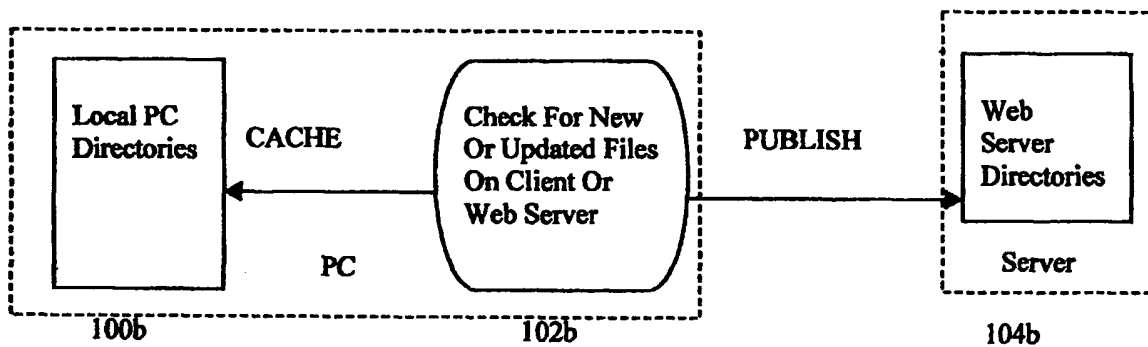 Local PC
Directories
CACHE
Check For New
Or Updated Files
On Client Or
Web Server
PUBLISH
Web
Server
Directories
PC
Server
100b
102b
104b